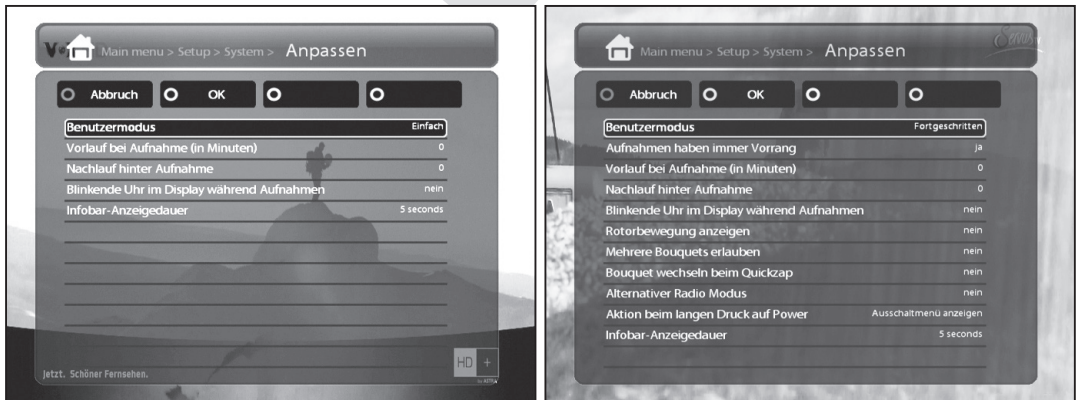 Main menu > Setup > System > Anpassen
Abbruch OK
Benutzermodus Einfach
Vorlauf bei Aufnahme (in Minuten) 0
Nachlauf hinter Aufnahme 0
Blinkende Uhr im Display während Aufnahmen nein
Infobar-Anzeigedauer 5 seconds
HD +
Jetzt. Schöner Fernsehen.
Main menu > Setup > System > Anpassen
Servus
Abbruch OK
Benutzermodus Fortgeschritten
Aufnahmen haben immer Vorrang ja
Vorlauf bei Aufnahme (in Minuten) 0
Nachlauf hinter Aufnahme 0
Blinkende Uhr im Display während Aufnahmen nein
Rotorbewegung anzeigen nein
Mehrere Bouquets erlauben nein
Bouquet wechseln beim Quickzap nein
Alternativer Radio Modus nein
Aktion beim langen Druck auf Power Ausschaltmenü anzeigen
Infobar-Anzeigedauer 5 seconds